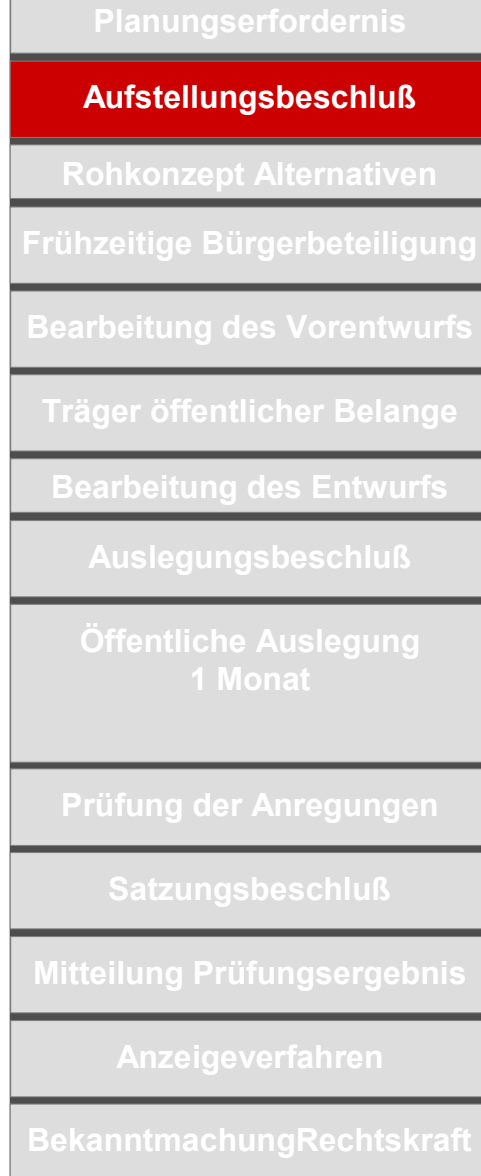 Planungserfordernis
Aufstellungsbeschluß
Rohkonzept Alternativen
Frühzeitige Bürgerbeteiligung
Bearbeitung des Vorentwurfs
Träger öffentlicher Belange
Bearbeitung des Entwurfs
Auslegungsbeschluß
Öffentliche Auslegung
1 Monat
Prüfung der Anregungen
Satzungsbeschluß
Mitteilung Prüfungsergebnis
Anzeigeverfahren
BekanntmachungRechtskraft